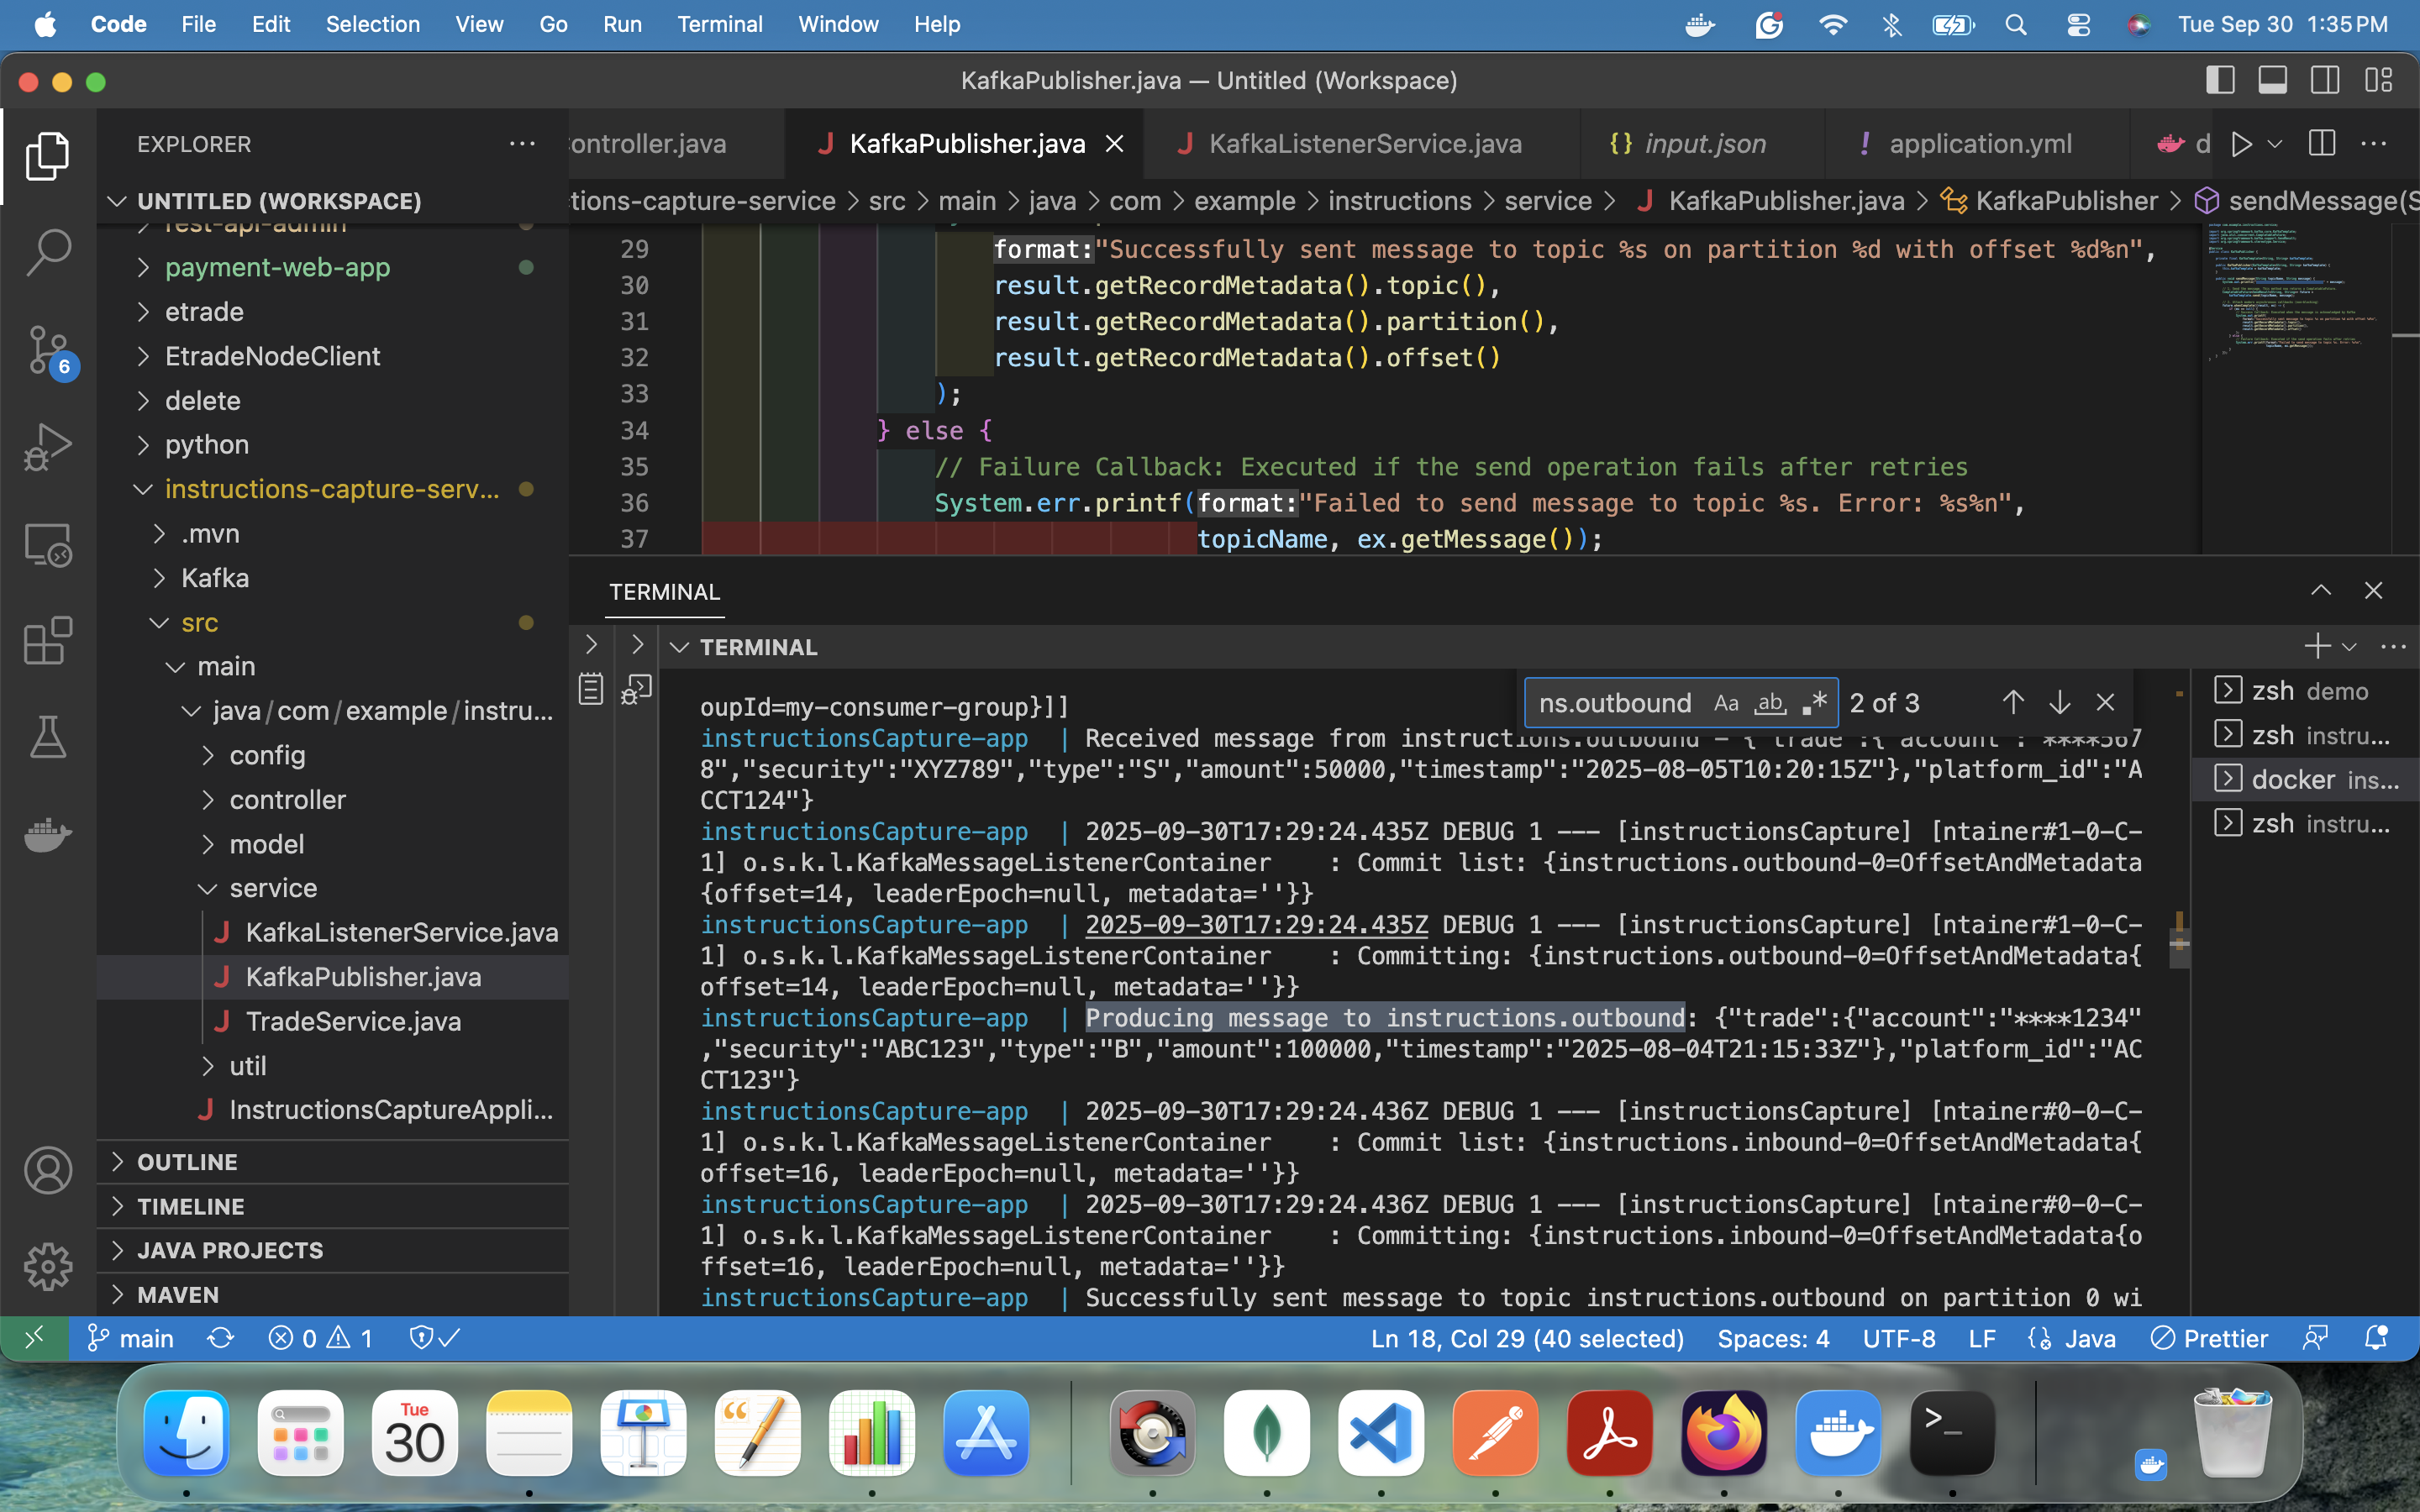 Code File Edit Selection View Go Run Terminal Window Help Tue Sep 30 1:35 PM
KafkaPublisher.java — Untitled (Workspace)
EXPLORER
ontroller.java KafkaPublisher.java KafkaListenerService.java {} input.json ! application.yml d
UNTITLED (WORKSPACE)
tions-capture-service > src > main > java > com > example > instructions > service > KafkaPublisher.java > KafkaPublisher > sendMessage(S
rest-api-admin
payment-web-app
etrade
EtradeNodeClient
delete
python
instructions-capture-serv...
.mvn
Kafka
src
main
java/com/example/instru...
config
controller
model
service
KafkaListenerService.java
KafkaPublisher.java
TradeService.java
util
InstructionsCaptureAppli...
OUTLINE
TIMELINE
JAVA PROJECTS
MAVEN
6
29 format:"Successfully sent message to topic %s on partition %d with offset %d%n",
30 result.getRecordMetadata().topic(),
31 result.getRecordMetadata().partition(),
32 result.getRecordMetadata().offset()
33 );
34 } else {
35 // Failure Callback: Executed if the send operation fails after retries
36 System.err.printf(format:"Failed to send message to topic %s. Error: %s%n",
37 topicName, ex.getMessage());
TERMINAL
TERMINAL
ns.outbound Aa ab .* 2 of 3
oupId=my-consumer-group}]]
instructionsCapture-app | Received message from instructions.outbound - {"trade":{"account":"****567
8","security":"XYZ789","type":"S","amount":50000,"timestamp":"2025-08-05T10:20:15Z"},"platform_id":"A
CCT124"}
instructionsCapture-app | 2025-09-30T17:29:24.435Z DEBUG 1 --- [instructionsCapture] [ntainer#1-0-C-
1] o.s.k.l.KafkaMessageListenerContainer : Commit list: {instructions.outbound-0=OffsetAndMetadata
{offset=14, leaderEpoch=null, metadata=''}}
instructionsCapture-app | 2025-09-30T17:29:24.435Z DEBUG 1 --- [instructionsCapture] [ntainer#1-0-C-
1] o.s.k.l.KafkaMessageListenerContainer : Committing: {instructions.outbound-0=OffsetAndMetadata{
offset=14, leaderEpoch=null, metadata=''}}
instructionsCapture-app | Producing message to instructions.outbound: {"trade":{"account":"****1234"
,"security":"ABC123","type":"B","amount":100000,"timestamp":"2025-08-04T21:15:33Z"},"platform_id":"AC
CT123"}
instructionsCapture-app | 2025-09-30T17:29:24.436Z DEBUG 1 --- [instructionsCapture] [ntainer#0-0-C-
1] o.s.k.l.KafkaMessageListenerContainer : Commit list: {instructions.inbound-0=OffsetAndMetadata{
offset=16, leaderEpoch=null, metadata=''}}
instructionsCapture-app | 2025-09-30T17:29:24.436Z DEBUG 1 --- [instructionsCapture] [ntainer#0-0-C-
1] o.s.k.l.KafkaMessageListenerContainer : Committing: {instructions.inbound-0=OffsetAndMetadata{o
ffset=16, leaderEpoch=null, metadata=''}}
instructionsCapture-app | Successfully sent message to topic instructions.outbound on partition 0 wi
zsh demo
zsh instru...
docker ins...
zsh instru...
main 0 1 Ln 18, Col 29 (40 selected) Spaces: 4 UTF-8 LF Java Prettier
Tue
30